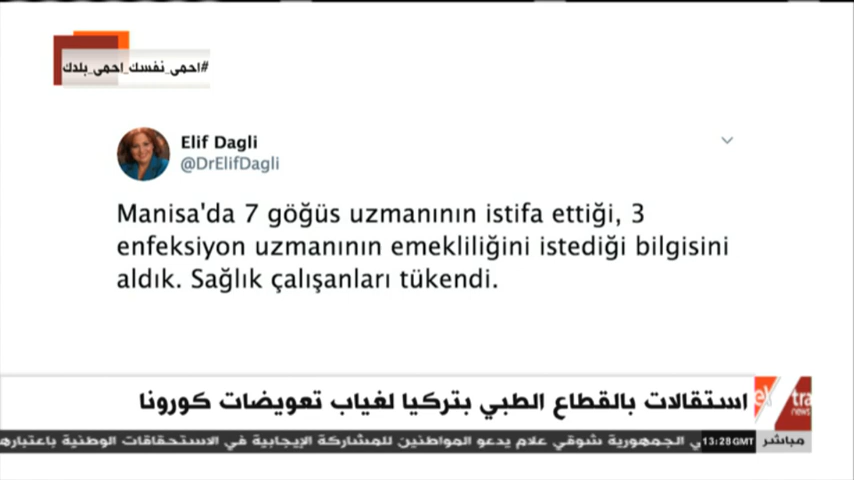 #احمى_نفسك_احمى_بلدك
Elif Dagli
@DrElifDagli
Manisa'da 7 göğüs uzmanının istifa ettiği, 3
enfeksiyon uzmanının emekliliğini istediği bilgisini
aldık. Sağlık çalışanları tükendi.
استقالات بالقطاع الطبي بتركيا لغياب تعويضات كورونا
news
مباشر
13:28 GMT
الجمهورية شوقي علام يدعو المواطنين للمشاركة الإيجابية في الاستحقاقات الوطنية باعتبارها